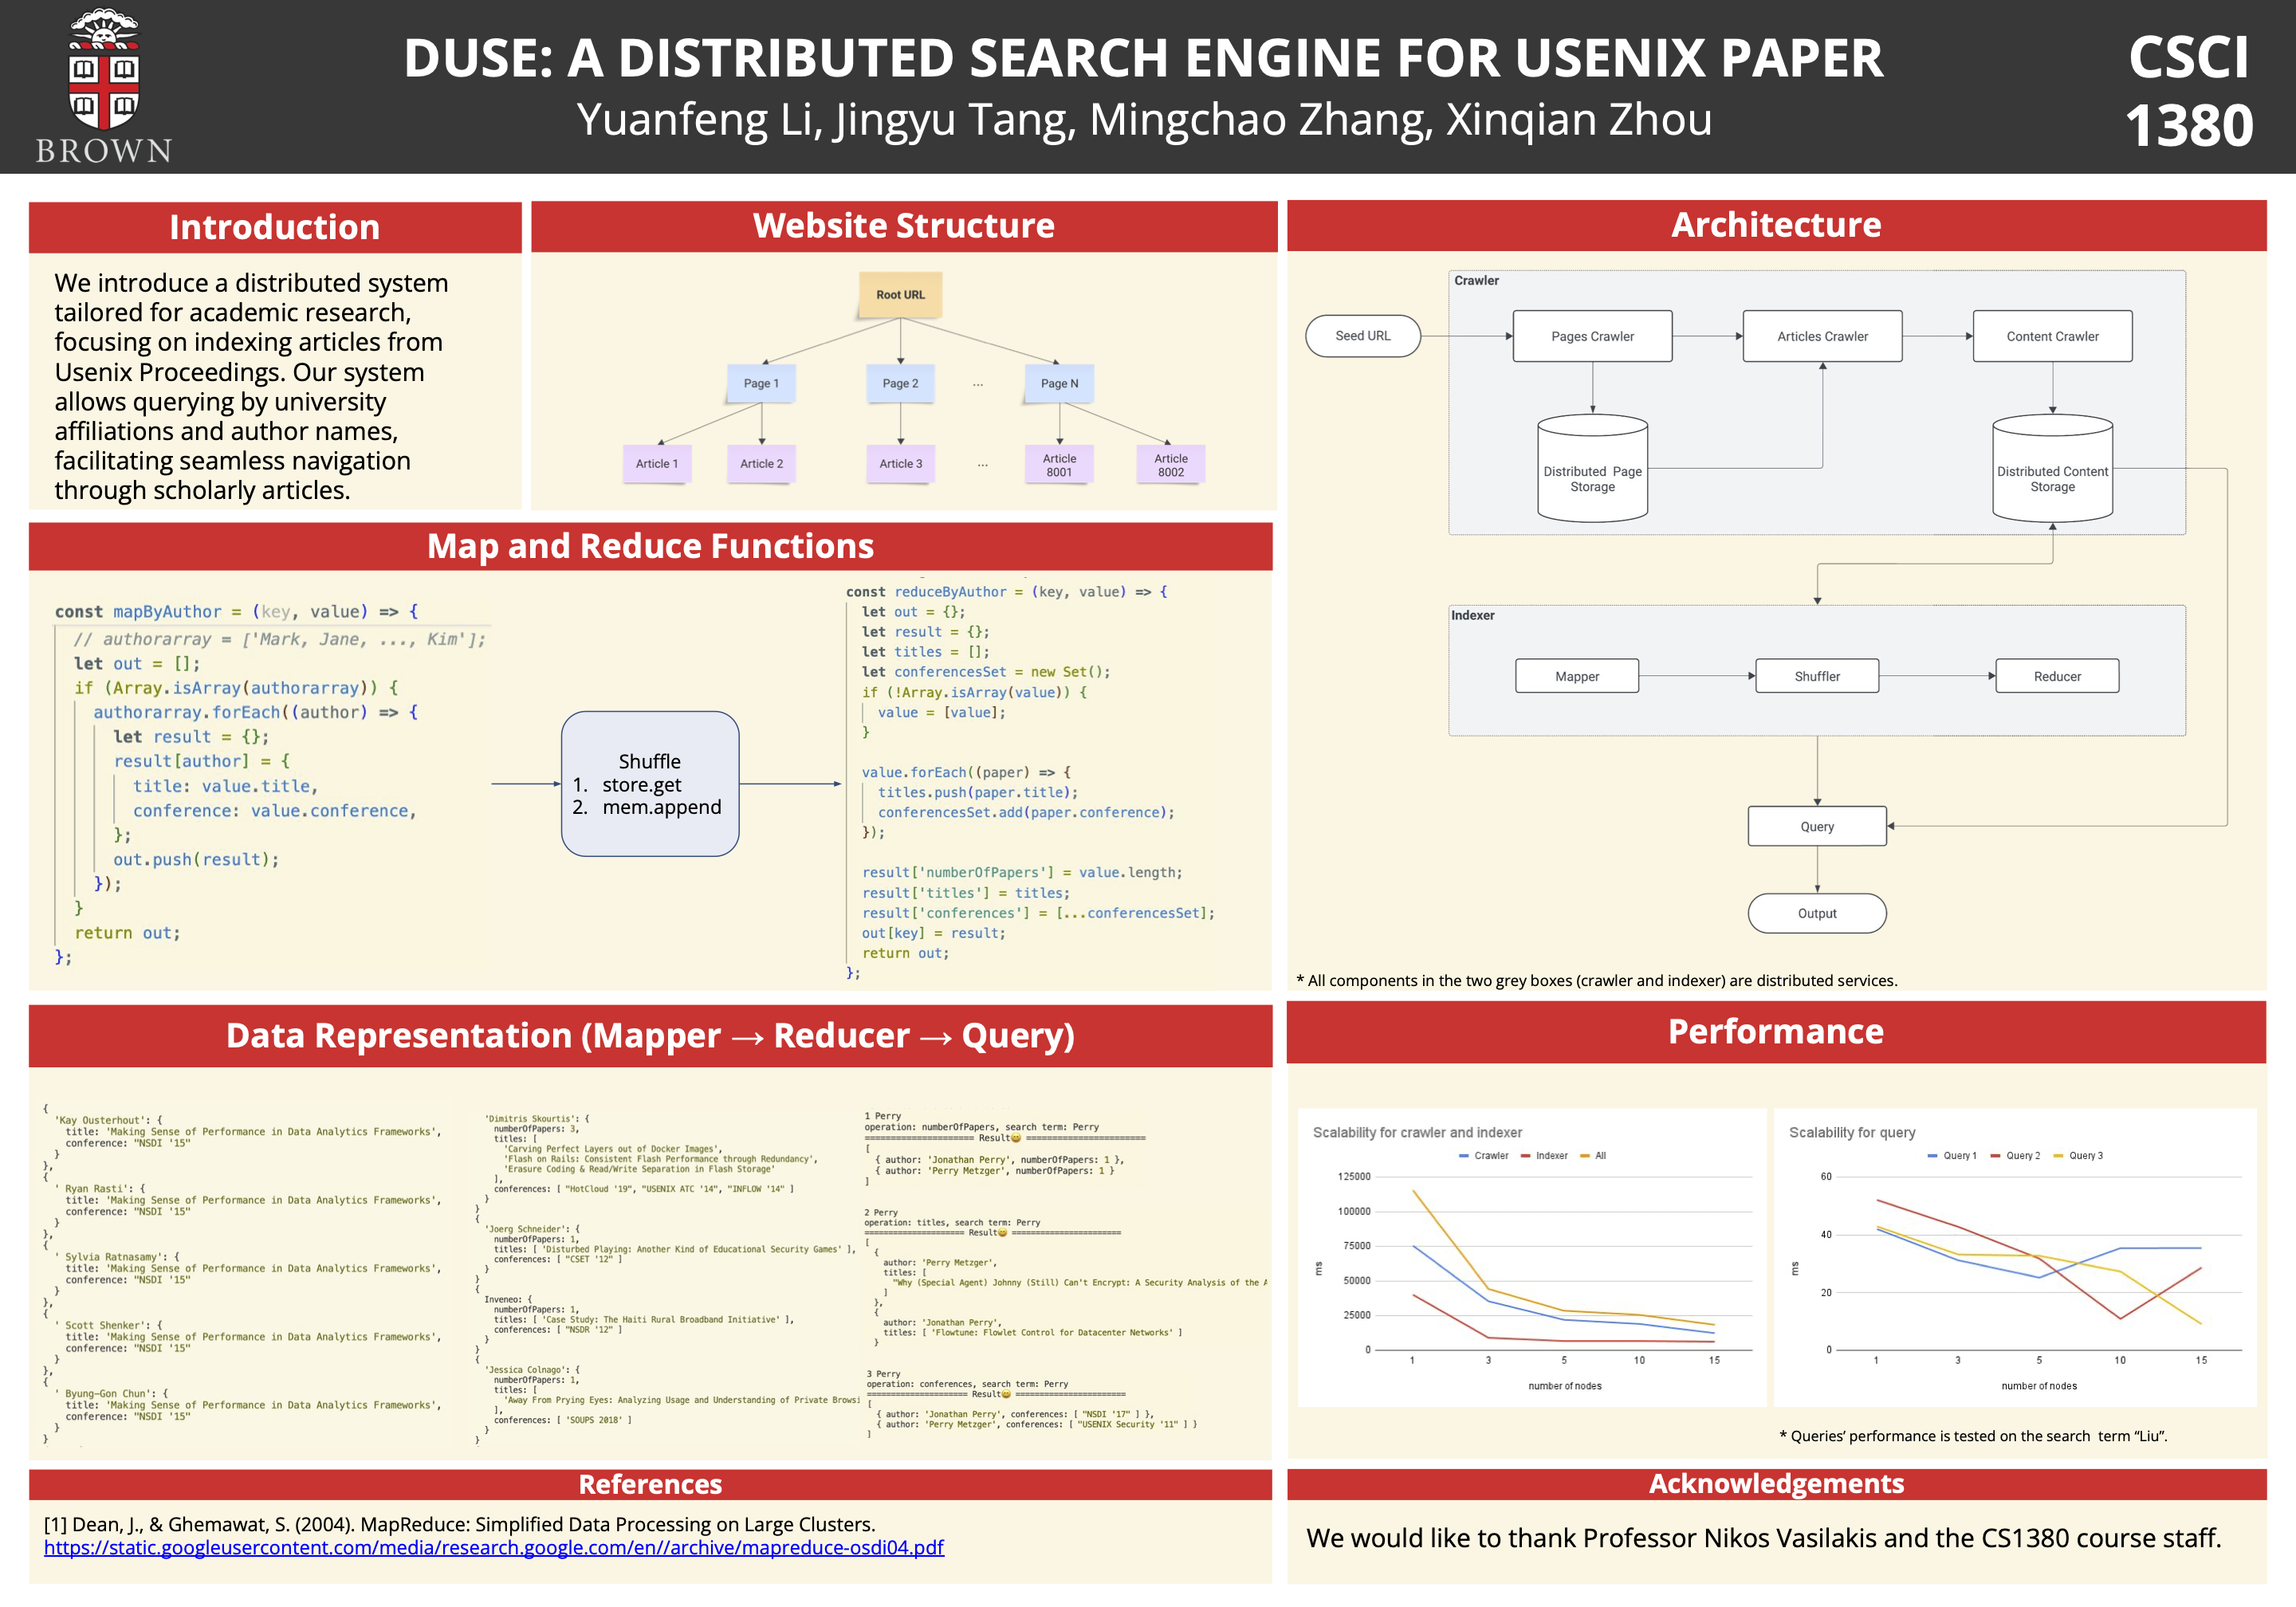 BROWN
DUSE: A DISTRIBUTED SEARCH ENGINE FOR USENIX PAPER
Yuanfeng Li, Jingyu Tang, Mingchao Zhang, Xinqian Zhou
CSCI
1380
Introduction
We introduce a distributed system
tailored for academic research,
focusing on indexing articles from
Usenix Proceedings. Our system
allows querying by university
affiliations and author names,
facilitating seamless navigation
through scholarly articles.
Website Structure
Root URL
Page 1
Page 2
...
Page N
Article 1
Article 2
Article 3
...
Article
8001
Article
8002
Architecture
Crawler
Seed URL
Pages Crawler
Articles Crawler
Content Crawler
Distributed Page
Storage
Distributed Content
Storage
Indexer
Mapper
Shuffler
Reducer
Query
Output
* All components in the two grey boxes (crawler and indexer) are distributed services.
Map and Reduce Functions
const mapByAuthor = (key, value) => {
// authorarray = ['Mark, Jane, ..., Kim'];
let out = [];
if (Array.isArray(authorarray)) {
authorarray.forEach((author) => {
let result = {};
result[author] = {
title: value.title,
conference: value.conference,
};
out.push(result);
});
}
return out;
};
Shuffle
1. store.get
2. mem.append
const reduceByAuthor = (key, value) => {
let out = {};
let result = {};
let titles = [];
let conferencesSet = new Set();
if (!Array.isArray(value)) {
value = [value];
}
value.forEach((paper) => {
titles.push(paper.title);
conferencesSet.add(paper.conference);
});
result['numberOfPapers'] = value.length;
result['titles'] = titles;
result['conferences'] = [...conferencesSet];
out[key] = result;
return out;
};
Data Representation (Mapper → Reducer → Query)
{
'Kay Ousterhout': {
title: 'Making Sense of Performance in Data Analytics Frameworks',
conference: "NSDI '15"
}
},
{
' Ryan Rasti': {
title: 'Making Sense of Performance in Data Analytics Frameworks',
conference: "NSDI '15"
}
},
{
' Sylvia Ratnasamy': {
title: 'Making Sense of Performance in Data Analytics Frameworks',
conference: "NSDI '15"
}
},
{
' Scott Shenker': {
title: 'Making Sense of Performance in Data Analytics Frameworks',
conference: "NSDI '15"
}
},
{
' Byung-Gon Chun': {
title: 'Making Sense of Performance in Data Analytics Frameworks',
conference: "NSDI '15"
}
}
'Dimitris Skourtis': {
numberOfPapers: 3,
titles: [
'Carving Perfect Layers out of Docker Images',
'Flash on Rails: Consistent Flash Performance through Redundancy',
'Erasure Coding & Read/Write Separation in Flash Storage'
],
conferences: [ "HotCloud '19", "USENIX ATC '14", "INFLOW '14" ]
}
}
{
'Joerg Schneider': {
numberOfPapers: 1,
titles: [ 'Disturbed Playing: Another Kind of Educational Security Games' ],
conferences: [ "CSET '12" ]
}
}
{
Inveneo: {
numberOfPapers: 1,
titles: [ 'Case Study: The Haiti Rural Broadband Initiative' ],
conferences: [ "NSDR '12" ]
}
}
{
'Jessica Colnago': {
numberOfPapers: 1,
titles: [
'Away From Prying Eyes: Analyzing Usage and Understanding of Private Browsi
],
conferences: [ 'SOUPS 2018' ]
}
}
1 Perry
operation: numberOfPapers, search term: Perry
===================== Result😄 =======================
[
{ author: 'Jonathan Perry', numberOfPapers: 1 },
{ author: 'Perry Metzger', numberOfPapers: 1 }
]
2 Perry
operation: titles, search term: Perry
=================== Result😄 =====================
[
{
author: 'Perry Metzger',
titles: [
"Why (Special Agent) Johnny (Still) Can't Encrypt: A Security Analysis of the A
]
},
{
author: 'Jonathan Perry',
titles: [ 'Flowtune: Flowlet Control for Datacenter Networks' ]
}
3 Perry
operation: conferences, search term: Perry
==================== Result😄 ======================
[
{ author: 'Jonathan Perry', conferences: [ "NSDI '17" ] },
{ author: 'Perry Metzger', conferences: [ "USENIX Security '11" ] }
]
Performance
Scalability for crawler and indexer
Crawler Indexer All
125000
100000
75000
50000
25000
0
ms
1 3 5 10 15
number of nodes
Scalability for query
Query 1 Query 2 Query 3
60
40
20
0
ms
1 3 5 10 15
number of nodes
* Queries' performance is tested on the search term “Liu”.
References
[1] Dean, J., & Ghemawat, S. (2004). MapReduce: Simplified Data Processing on Large Clusters.
https://static.googleusercontent.com/media/research.google.com/en//archive/mapreduce-osdi04.pdf
Acknowledgements
We would like to thank Professor Nikos Vasilakis and the CS1380 course staff.